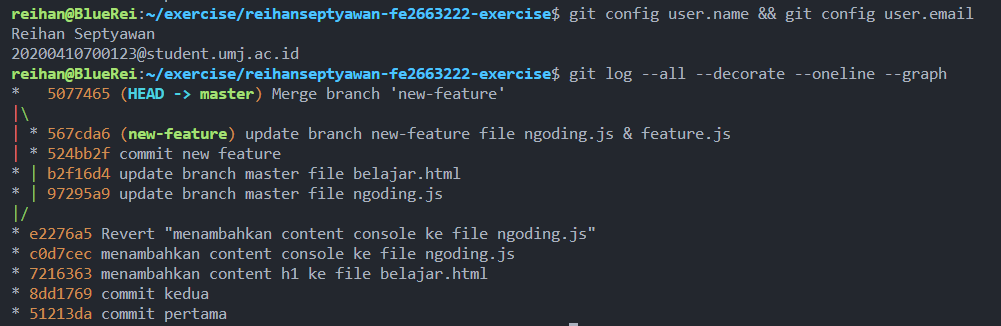 reihan@BlueRei:~/exercise/reihanseptyawan-fe2663222-exercise$ git config user.name && git config user.email
Reihan Septyawan
20200410700123@student.umj.ac.id
reihan@BlueRei:~/exercise/reihanseptyawan-fe2663222-exercise$ git log --all --decorate --oneline --graph
*   5077465 (HEAD -> master) Merge branch 'new-feature'
|\
| * 567cda6 (new-feature) update branch new-feature file ngoding.js & feature.js
| * 524bb2f commit new feature
* | b2f16d4 update branch master file belajar.html
* | 97295a9 update branch master file ngoding.js
|/
* e2276a5 Revert "menambahkan content console ke file ngoding.js"
* c0d7cec menambahkan content console ke file ngoding.js
* 7216363 menambahkan content h1 ke file belajar.html
* 8dd1769 commit kedua
* 51213da commit pertama